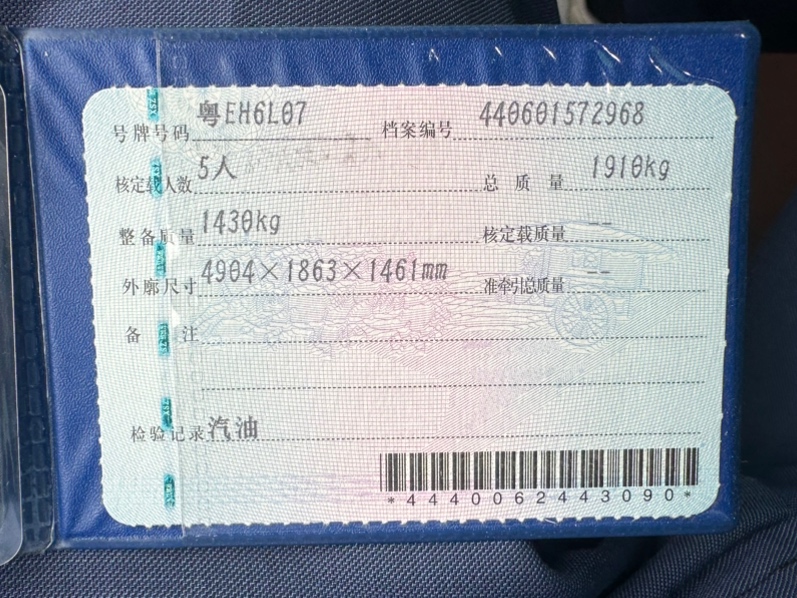 号牌号码 粤EH6L07 档案编号 440601572968
核定载人数 5人 总质量 1910kg
整备质量 1430kg 核定载质量 --
外廓尺寸 4904×1863×1461mm 准牵引总质量 --
备注
检验记录 汽油
*4440062443090*